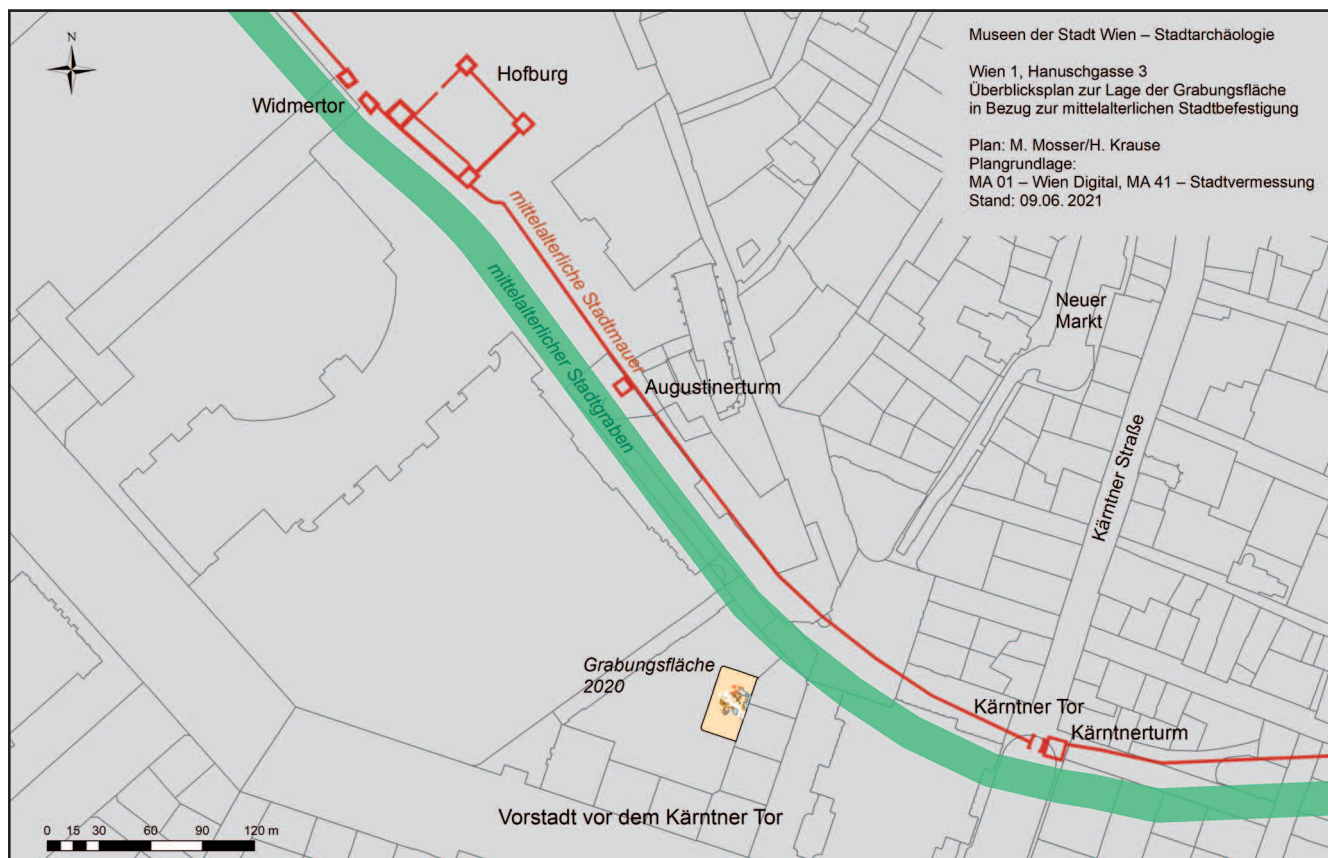 Museen der Stadt Wien – Stadtarchäologie
Wien 1, Hanuschgasse 3
Überblicksplan zur Lage der Grabungsfläche
in Bezug zur mittelalterlichen Stadtbefestigung
Plan: M. Mosser/H. Krause
Plangrundlage:
MA 01 – Wien Digital, MA 41 – Stadtvermessung
Stand: 09.06. 2021
N
Hofburg
Widmertor
mittelalterliche Stadtmauer
mittelalterlicher Stadtgraben
Neuer
Markt
Augustinerturm
Kärntner Straße
Grabungsfläche
2020
Kärntner Tor
Kärntnerturm
Vorstadt vor dem Kärntner Tor
0 15 30 60 90 120 m